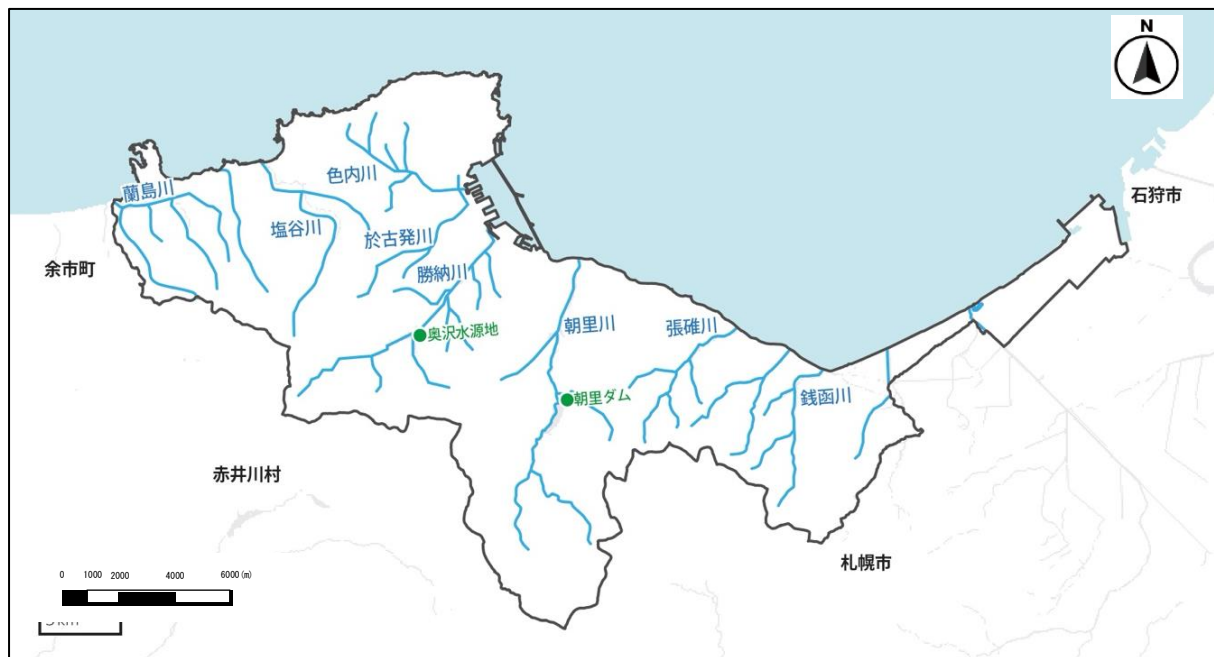 N
石狩市
色内川
蘭島川
塩谷川
於古発川
余市町
勝納川
朝里川
張碓川
奥沢水源地
朝里ダム
銭函川
赤井川村
札幌市
0 1000 2000 4000 6000 (m)